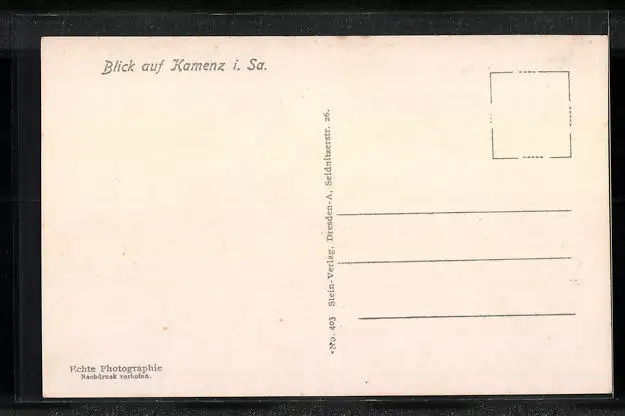 Blick auf Kamenz i. Sa.
No. 403 Stein-Verlag, Dresden-A, Seidnitzerstr. 26.
Echte Photographie
Nachdruck verboten.